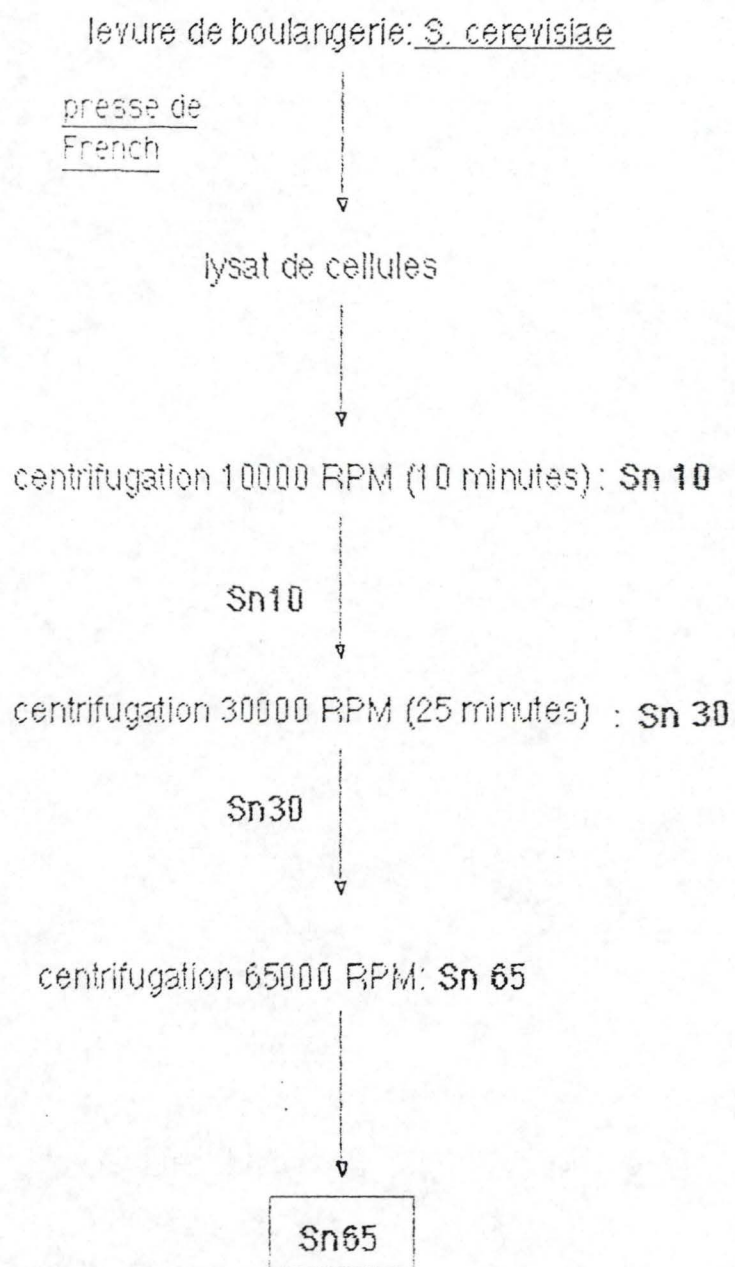 levure de boulangerie: S. cerevisiae
presse de
French
lysat de cellules
centrifugation 10000 RPM (10 minutes): Sn 10
Sn10
centrifugation 30000 RPM (25 minutes) : Sn 30
Sn30
centrifugation 65000 RPM: Sn 65
Sn65